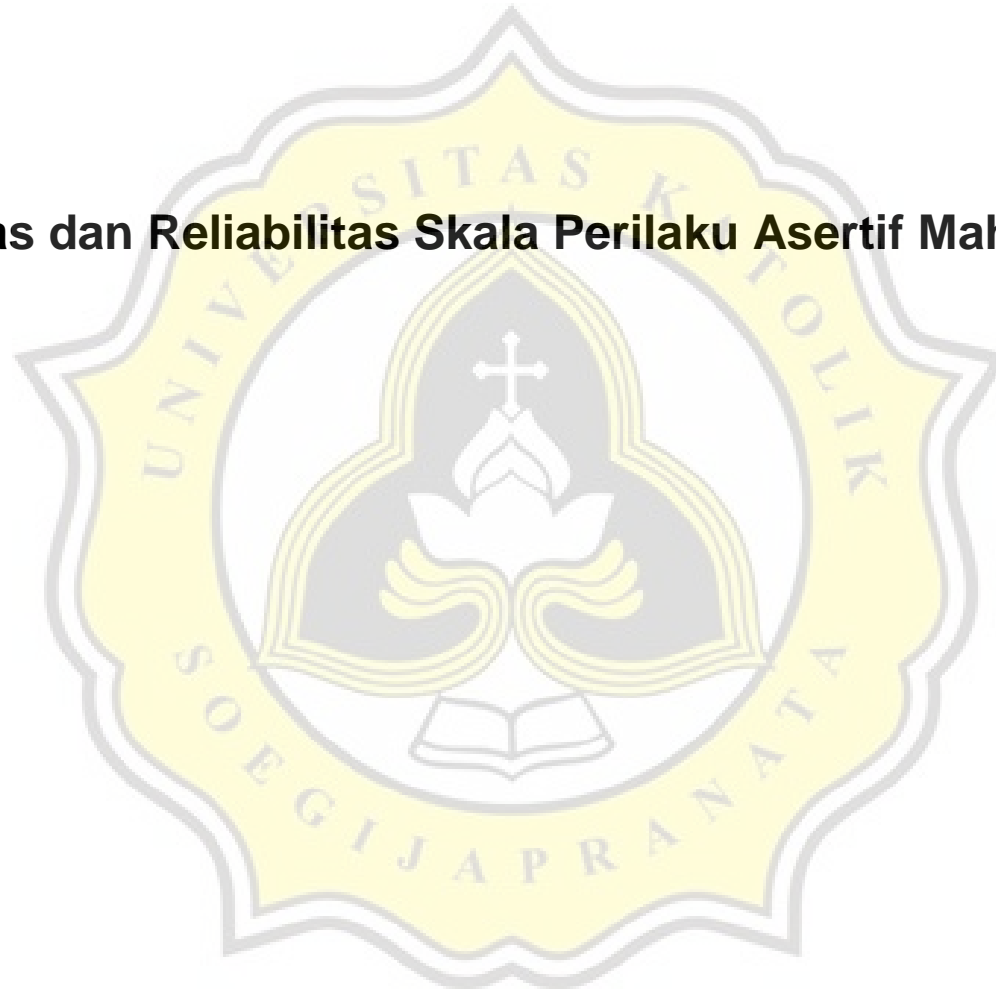 UNIVERSITAS KATOLIK
as dan Reliabilitas Skala Perilaku Asertif Mah
SOEGIJAPRANATA